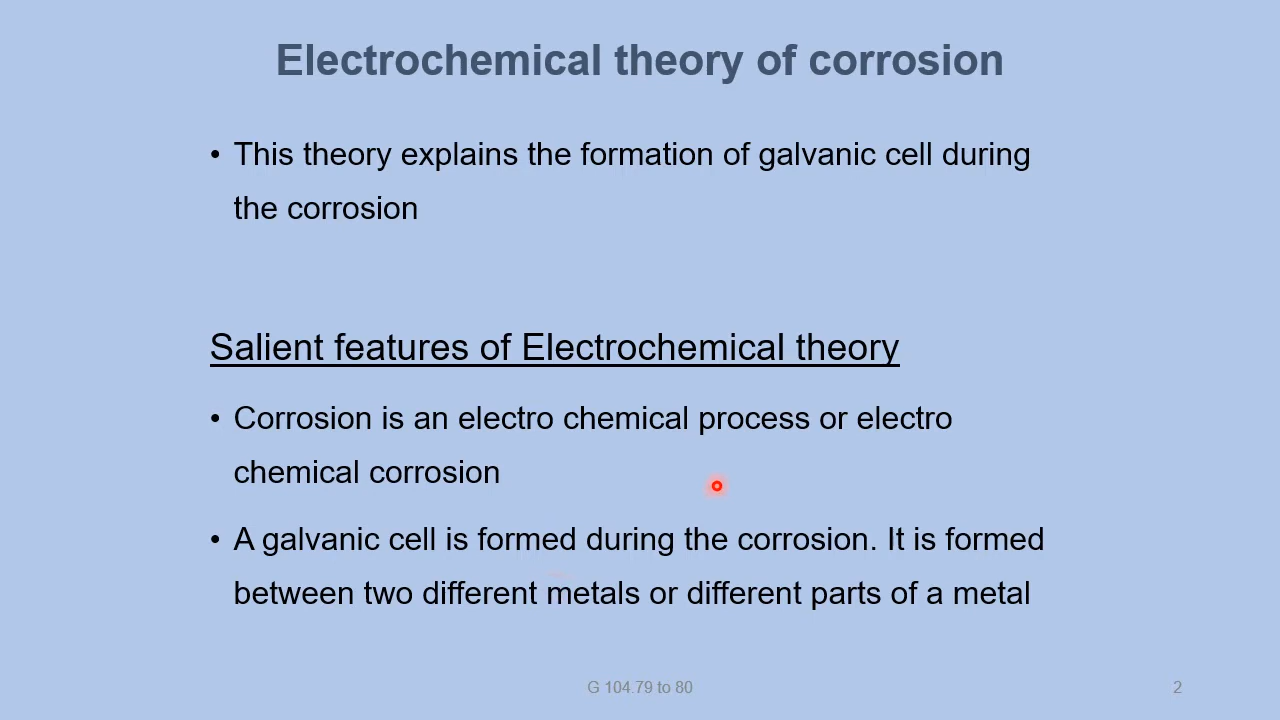 Electrochemical theory of corrosion
• This theory explains the formation of galvanic cell during
the corrosion
Salient features of Electrochemical theory
• Corrosion is an electro chemical process or electro
chemical corrosion
• A galvanic cell is formed during the corrosion. It is formed
between two different metals or different parts of a metal
G 104.79 to 80
2